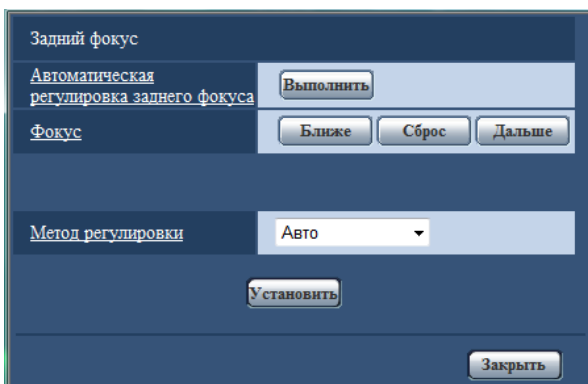 Задний фокус
Автоматическая
регулировка заднего фокуса
Выполнить
Фокус
Ближе Сброс Дальше
Метод регулировки
Авто
Установить
Закрыть